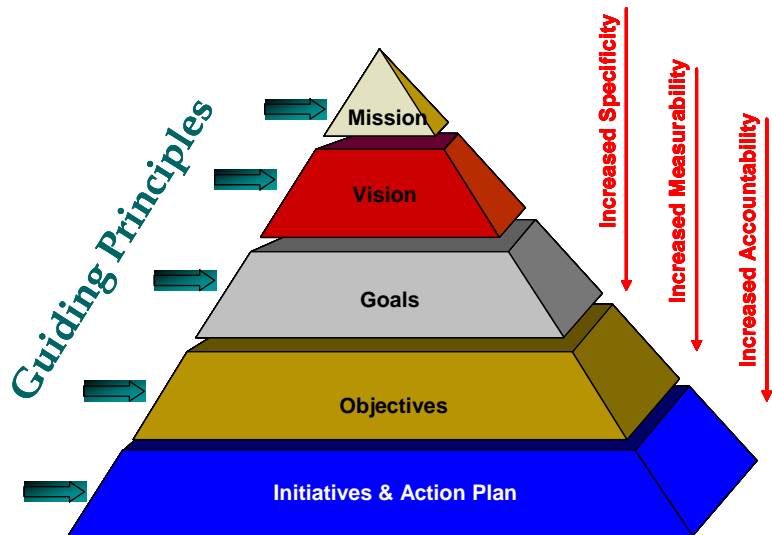 Guiding Principles
Mission
Vision
Goals
Objectives
Initiatives & Action Plan
Increased Specificity
Increased Measurability
Increased Accountability